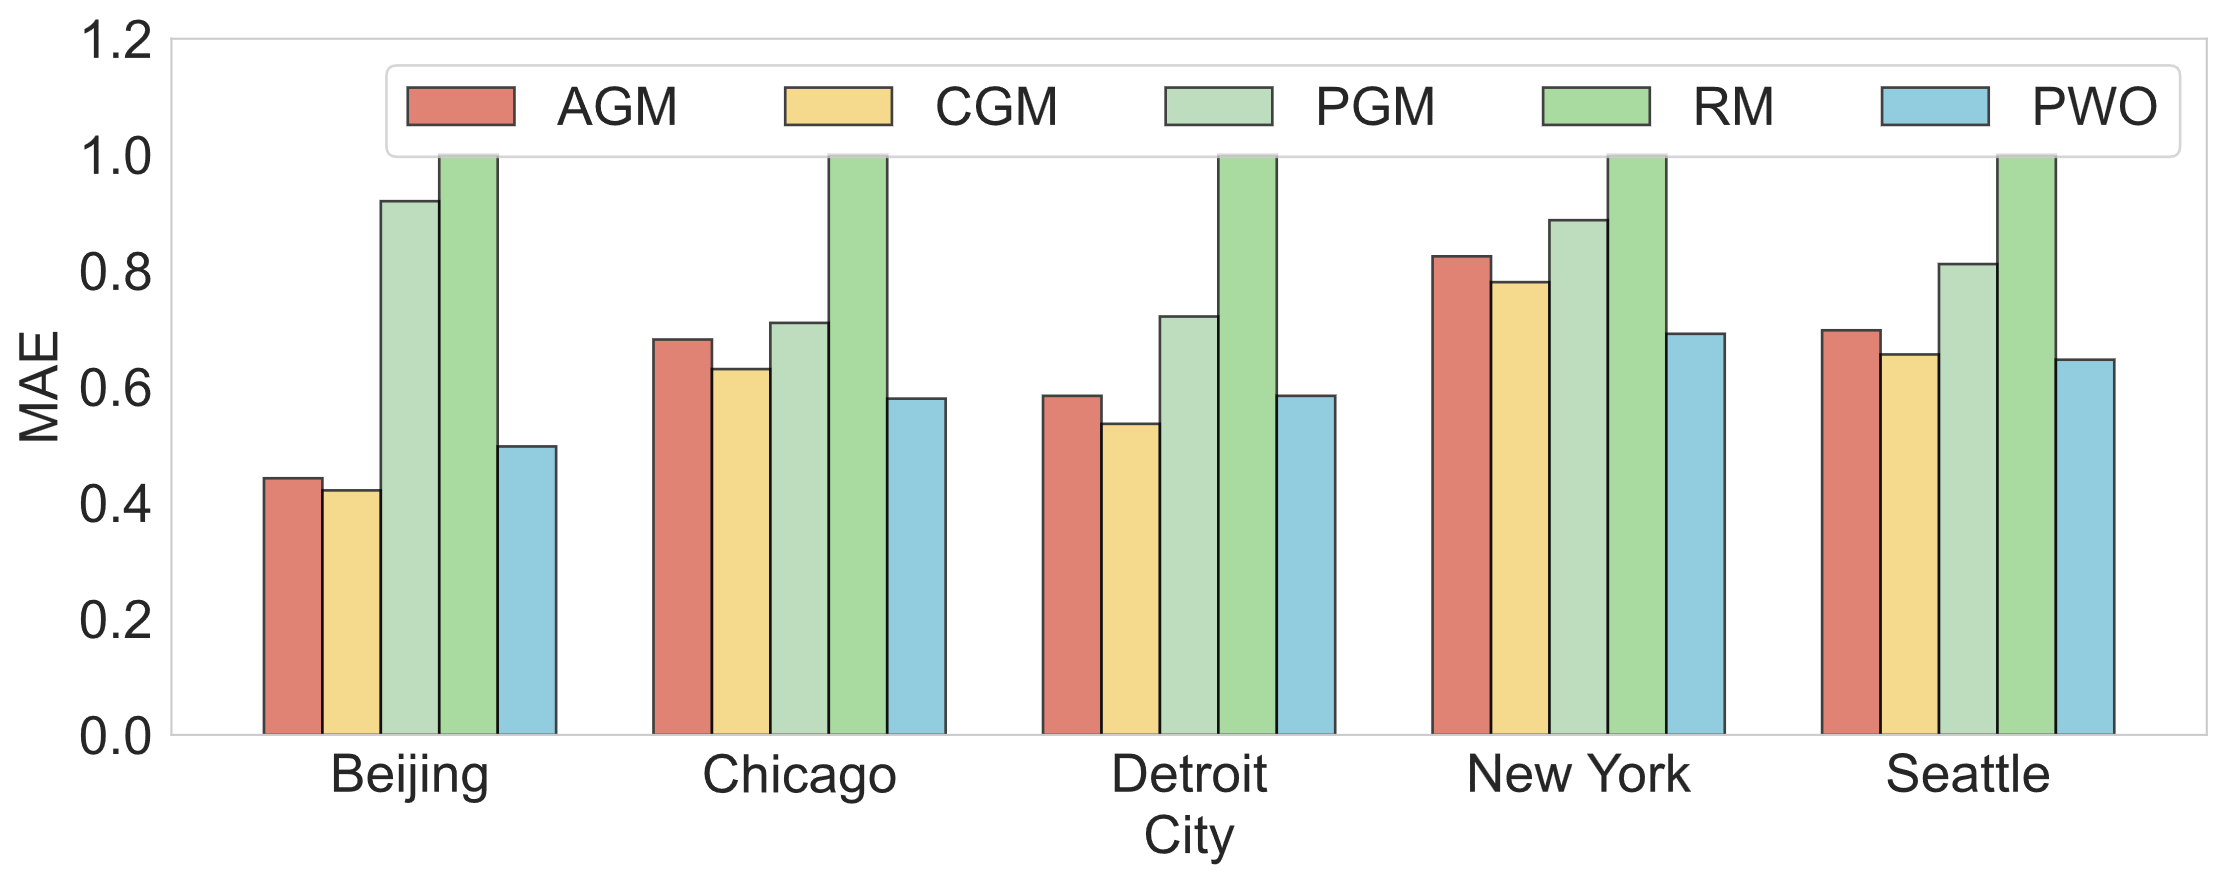 1.2
AGM CGM PGM RM PWO
1.0
0.8
0.6
0.4
0.2
0.0
MAE
Beijing Chicago Detroit New York Seattle
City